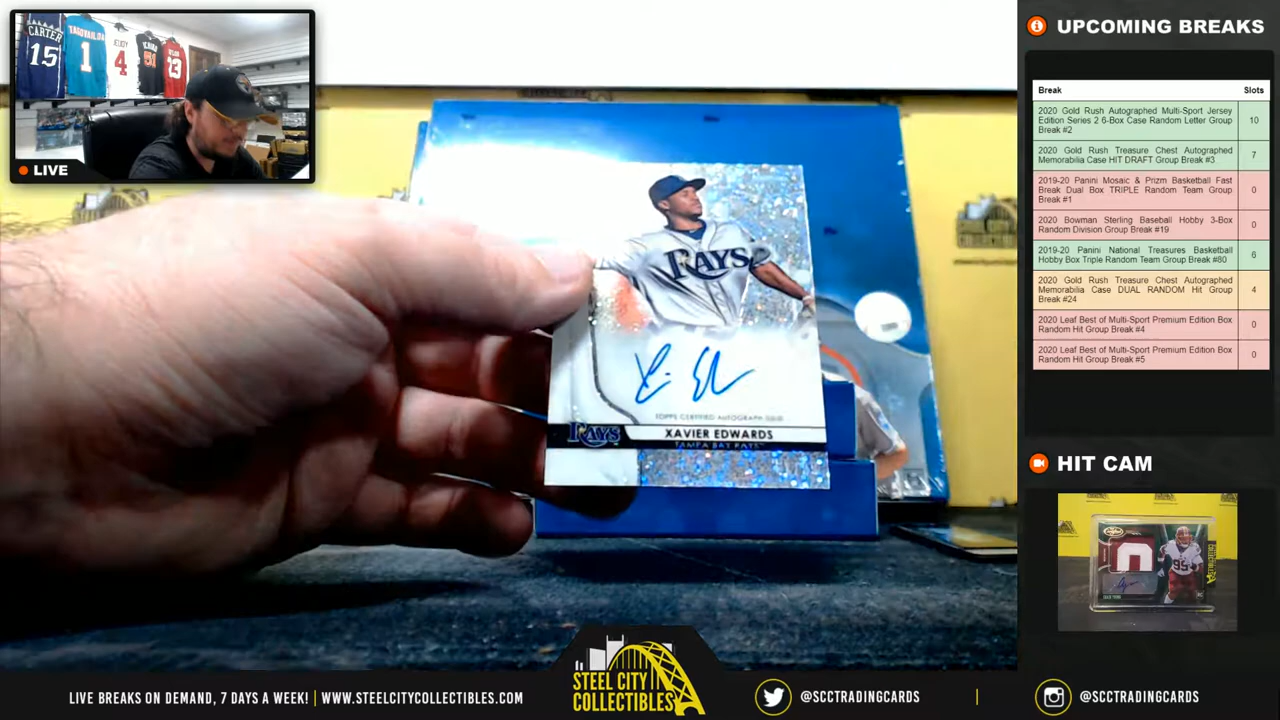 CARTER
15
1
JEUDY
4
51
23
LIVE
RAYS
TOPPS CERTIFIED AUTOGRAPH ISSUE
RAYS
XAVIER EDWARDS
TAMPA BAY RAYS™
UPCOMING BREAKS
Break Slots
2020 Gold Rush Autographed Multi-Sport Jersey
Edition Series 2 6-Box Case Random Letter Group
Break #2
10
2020 Gold Rush Treasure Chest Autographed
Memorabilia Case HIT DRAFT Group Break #3
7
2019-20 Panini Mosaic & Prizm Basketball Fast
Break Dual Box TRIPLE Random Team Group
Break #1
0
2020 Bowman Sterling Baseball Hobby 3-Box
Random Division Group Break #19
0
2019-20 Panini National Treasures Basketball
Hobby Box Triple Random Team Group Break #80
6
2020 Gold Rush Treasure Chest Autographed
Memorabilia Case DUAL RANDOM Hit Group
Break #24
4
2020 Leaf Best of Multi-Sport Premium Edition Box
Random Hit Group Break #4
0
2020 Leaf Best of Multi-Sport Premium Edition Box
Random Hit Group Break #5
0
HIT CAM
95
LIVE BREAKS ON DEMAND, 7 DAYS A WEEK! | WWW.STEELCITYCOLLECTIBLES.COM
STEEL CITY
COLLECTIBLES
@SCCTRADINGCARDS | @SCCTRADINGCARDS